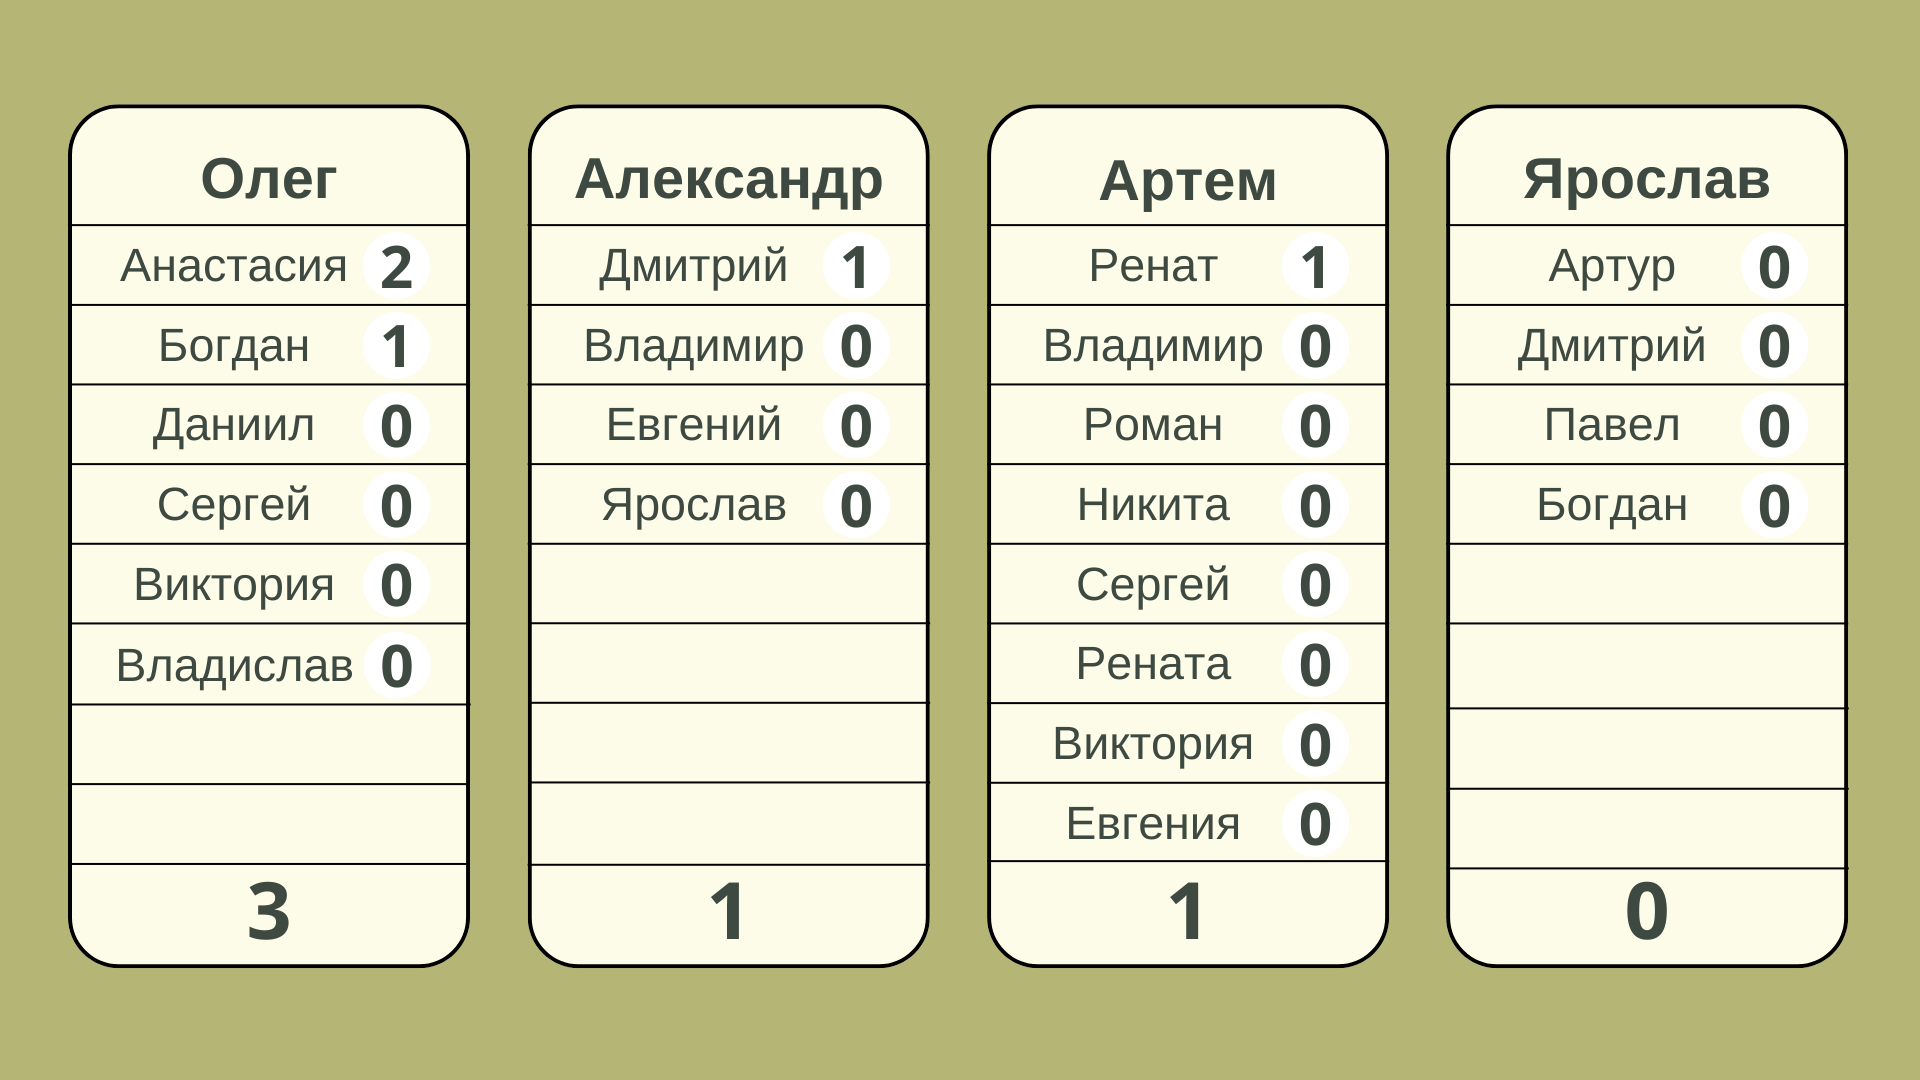 Олег
Анастасия 2
Богдан 1
Даниил 0
Сергей 0
Виктория 0
Владислав 0
3
Александр
Дмитрий 1
Владимир 0
Евгений 0
Ярослав 0
1
Артем
Ренат 1
Владимир 0
Роман 0
Никита 0
Сергей 0
Рената 0
Виктория 0
Евгения 0
1
Ярослав
Артур 0
Дмитрий 0
Павел 0
Богдан 0
0